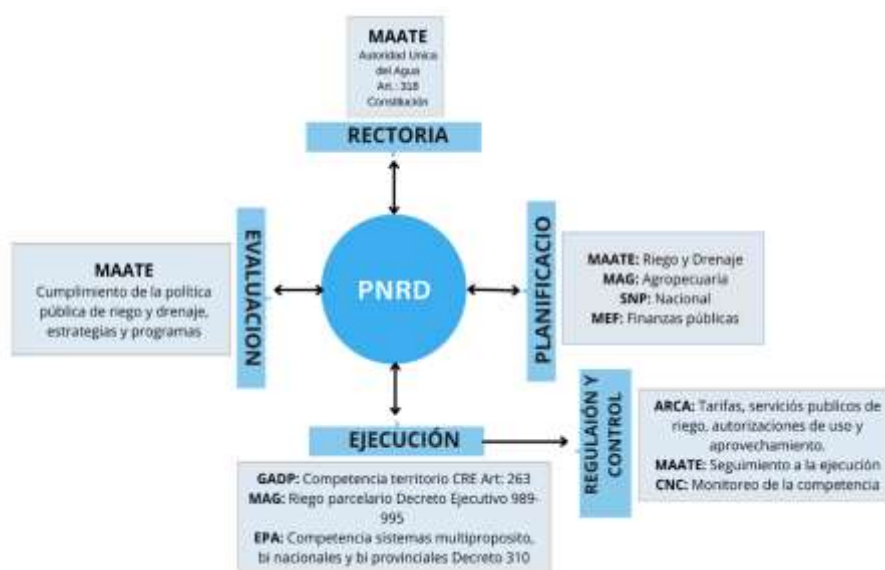 MAATE
Autoridad Unica
del Agua
Art.: 318
Constitución
RECTORIA
EVALUACION
MAATE
Cumplimiento de la política
pública de riego y drenaje,
estrategias y programas
PNRD
PLANIFICACIO
MAATE: Riego y Drenaje
MAG: Agropecuaria
SNP: Nacional
MEF: Finanzas públicas
EJECUCIÓN
GADP: Competencia territorio CRE Art: 263
MAG: Riego parcelario Decreto Ejecutivo 989-
995
EPA: Competencia sistemas multiproposito,
bi nacionales y bi provinciales Decreto 310
REGULAIÓN Y
CONTROL
ARCA: Tarifas, serviciós publicos de
riego, autorizaciones de uso y
aprovechamiento.
MAATE: Seguimiento a la ejecución
CNC: Monitoreo de la competencia